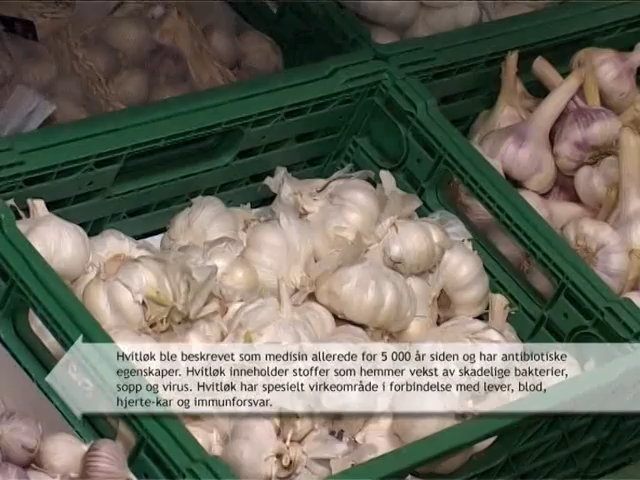 Hvitløk ble beskrevet som medisin allerede for 5 000 år siden og har antibiotiske
egenskaper. Hvitløk inneholder stoffer som hemmer vekst av skadelige bakterier,
sopp og virus. Hvitløk har spesielt virkeområde i forbindelse med lever, blod,
hjerte-kar og immunforsvar.